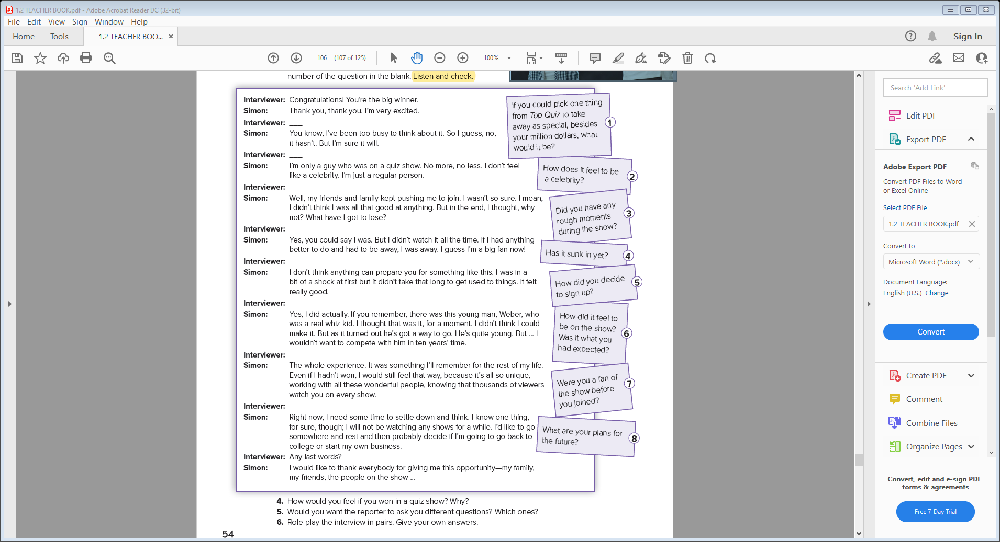 1.2 TEACHER BOOK.pdf - Adobe Acrobat Reader DC (32-bit)
File Edit View Sign Window Help
Home Tools 1.2 TEACHER BOO... × Sign In
106 (107 of 125) 100%
number of the question in the blank. Listen and check.
Interviewer: Congratulations! You're the big winner.
Simon: Thank you, thank you. I'm very excited.
Interviewer: ___
Simon: You know, I've been too busy to think about it. So I guess, no,
it hasn't. But I'm sure it will.
Interviewer: ___
Simon: I'm only a guy who was on a quiz show. No more, no less. I don't feel
like a celebrity. I'm just a regular person.
Interviewer: ___
Simon: Well, my friends and family kept pushing me to join. I wasn't so sure. I mean,
I didn't think I was all that good at anything. But in the end, I thought, why
not? What have I got to lose?
Interviewer: ___
Simon: Yes, you could say I was. But I didn't watch it all the time. If I had anything
better to do and had to be away, I was away. I guess I'm a big fan now!
Interviewer: ___
Simon: I don't think anything can prepare you for something like this. I was in a
bit of a shock at first but it didn't take that long to get used to things. It felt
really good.
Interviewer: ___
Simon: Yes, I did actually. If you remember, there was this young man, Weber, who
was a real whiz kid. I thought that was it, for a moment. I didn't think I could
make it. But as it turned out he's got a way to go. He's quite young. But ... I
wouldn't want to compete with him in ten years' time.
Interviewer: ___
Simon: The whole experience. It was something I'll remember for the rest of my life.
Even if I hadn't won, I would still feel that way, because it's all so unique,
working with all these wonderful people, knowing that thousands of viewers
watch you on every show.
Interviewer: ___
Simon: Right now, I need some time to settle down and think. I know one thing,
for sure, though; I will not be watching any shows for a while. I'd like to go
somewhere and rest and then probably decide if I'm going to go back to
college or start my own business.
Interviewer: Any last words?
Simon: I would like to thank everybody for giving me this opportunity—my family,
my friends, the people on the show ...
If you could pick one thing
from Top Quiz to take
away as special, besides
your million dollars, what
would it be?
1
How does it feel to be
a celebrity?
2
Did you have any
rough moments
during the show?
3
Has it sunk in yet?
4
How did you decide
to sign up?
5
How did it feel to
be on the show?
Was it what you
had expected?
6
Were you a fan of
the show before
you joined?
7
What are your plans for
the future?
8
4. How would you feel if you won in a quiz show? Why?
5. Would you want the reporter to ask you different questions? Which ones?
6. Role-play the interview in pairs. Give your own answers.
54
Search 'Add Link'
Edit PDF
Export PDF
Adobe Export PDF
Convert PDF Files to Word
or Excel Online
Select PDF File
1.2 TEACHER BOOK.pdf
Convert to
Microsoft Word (*.docx)
Document Language:
English (U.S.) Change
Convert
Create PDF
Comment
Combine Files
Organize Pages
Convert, edit and e-sign PDF
forms & agreements
Free 7-Day Trial